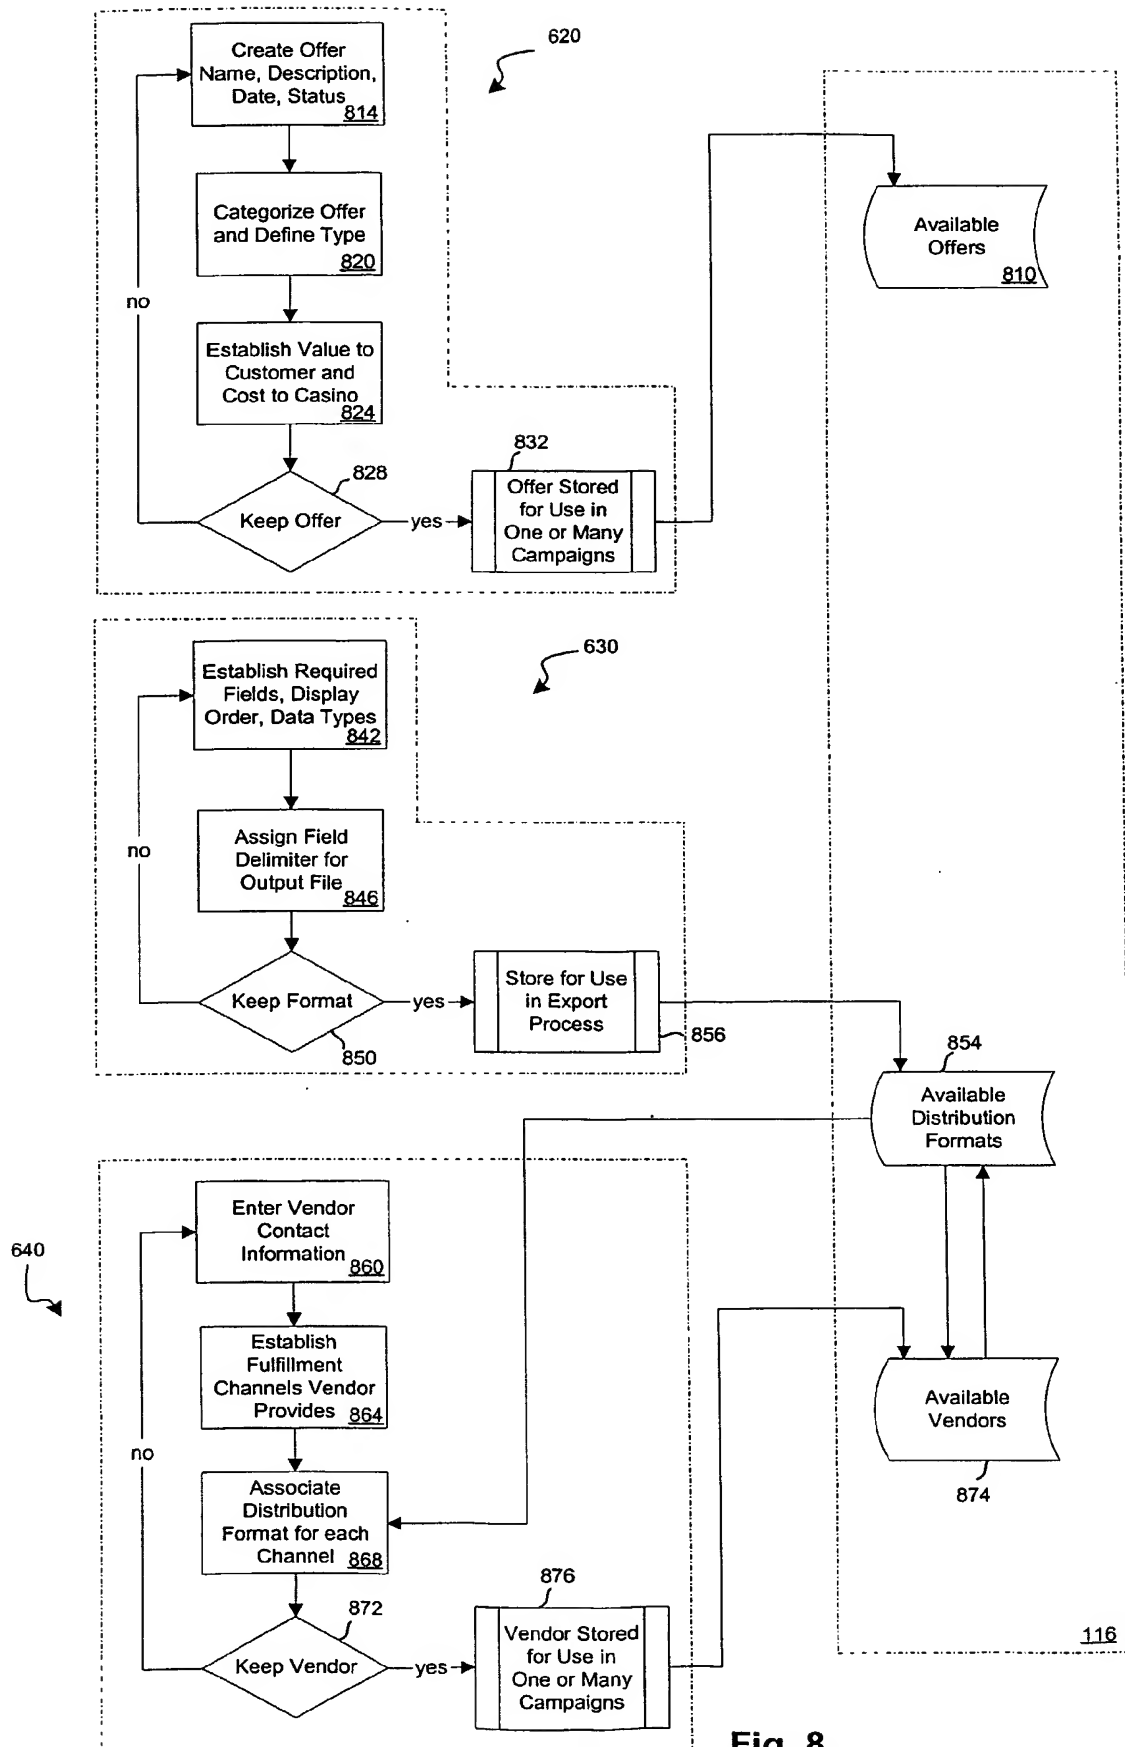 620
Create Offer
Name, Description,
Date, Status
814
Categorize Offer
and Define Type
820
no
Establish Value to
Customer and
Cost to Casino
824
828
Keep Offer
yes
832
Offer Stored
for Use in
One or Many
Campaigns
Available
Offers
810
630
Establish Required
Fields, Display
Order, Data Types
842
no
Assign Field
Delimiter for
Output File
846
Keep Format
850
yes
Store for Use
in Export
Process
856
854
Available
Distribution
Formats
640
Enter Vendor
Contact
Information
860
Establish
Fulfillment
Channels Vendor
Provides
864
no
Associate
Distribution
Format for each
Channel
868
872
Keep Vendor
yes
876
Vendor Stored
for Use in
One or Many
Campaigns
Available
Vendors
874
116
Fig. 8